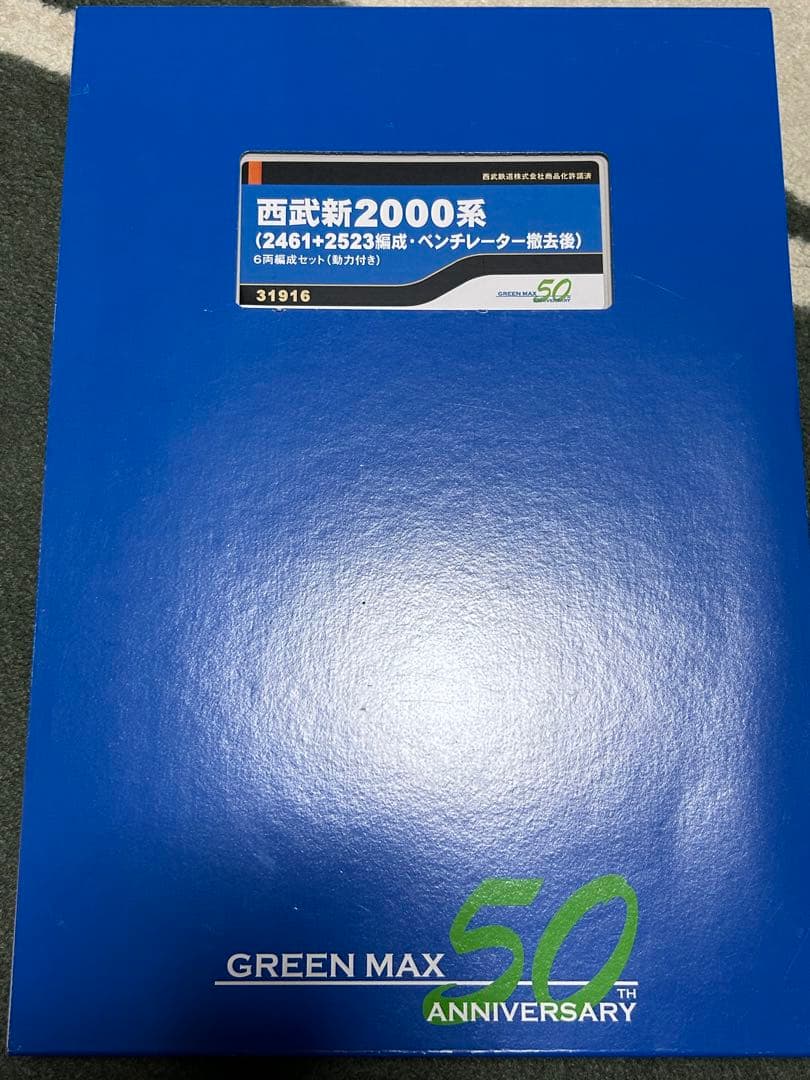 西武鉄道株式会社商品化許諾済
西武新2000系
(2461+2523編成・ベンチレーター撤去後)
6両編成セット(動力付き)
31916
GREEN MAX 50
ANNIVERSARY
GREEN MAX 50TH
ANNIVERSARY